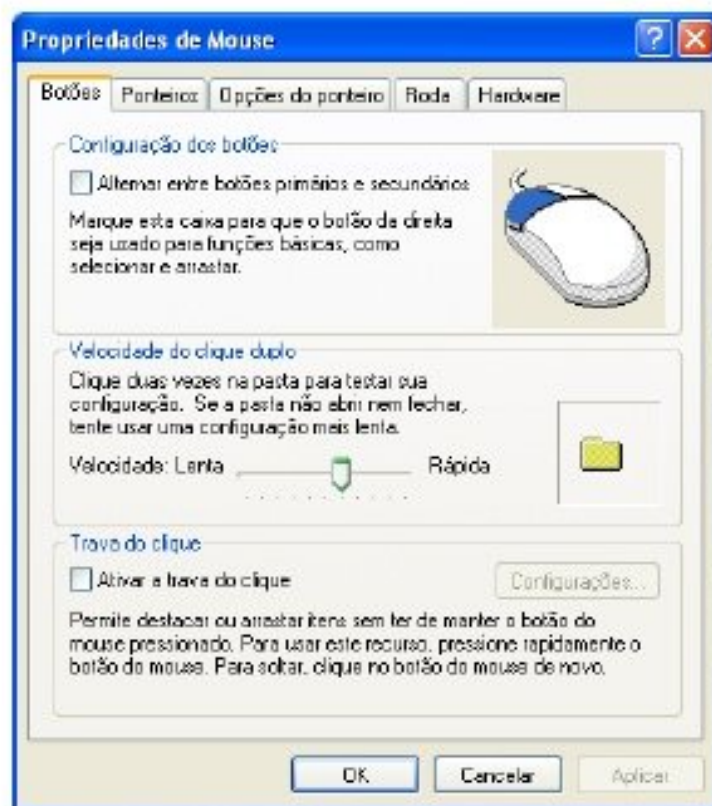 Propriedades de Mouse
Botões Ponteiros Opções do ponteiro Roda Hardware
Configuração dos botões
Alternar entre botões primários e secundários
Marque esta caixa para que o botão da direita
seja usado para funções básicas, como
selecionar e arrastar.
Velocidade do clique duplo
Clique duas vezes na pasta para testar sua
configuração. Se a pasta não abrir nem fechar,
tente usar uma configuração mais lenta.
Velocidade: Lenta Rápida
Trava do clique
Ativar a trava do clique Configurações...
Permite destacar ou arrastar itens sem ter de manter o botão do
mouse pressionado. Para usar este recurso, pressione rapidamente o
botão do mouse. Para soltar, clique no botão do mouse de novo.
OK Cancelar Aplicar